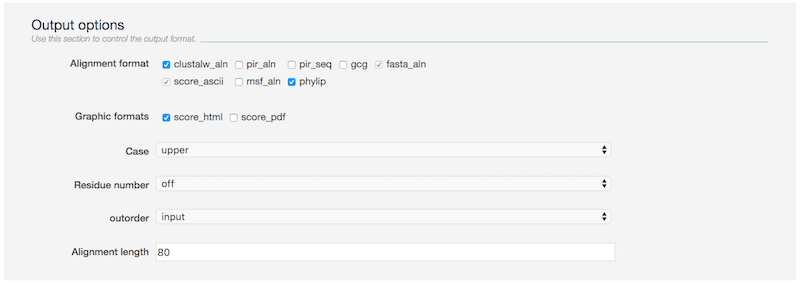 Output options
Use this section to control the output format.
Alignment format clustalw_aln pir_aln pir_seq gcg fasta_aln
score_ascii msf_aln phylip
Graphic formats score_html score_pdf
Case upper
Residue number off
outorder input
Alignment length 80